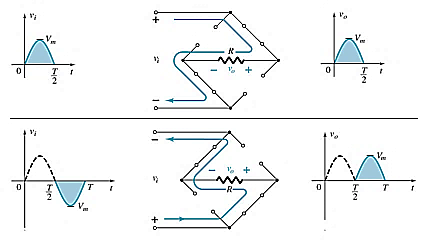 v_i
V_m
0 T/2 t
+
v_i
R
− v_o +
−
v_o
V_m
0 T/2 t
v_i
0 T/2 T t
V_m
−
v_i
− v_o +
R
+
v_o
V_m
0 T/2 T t